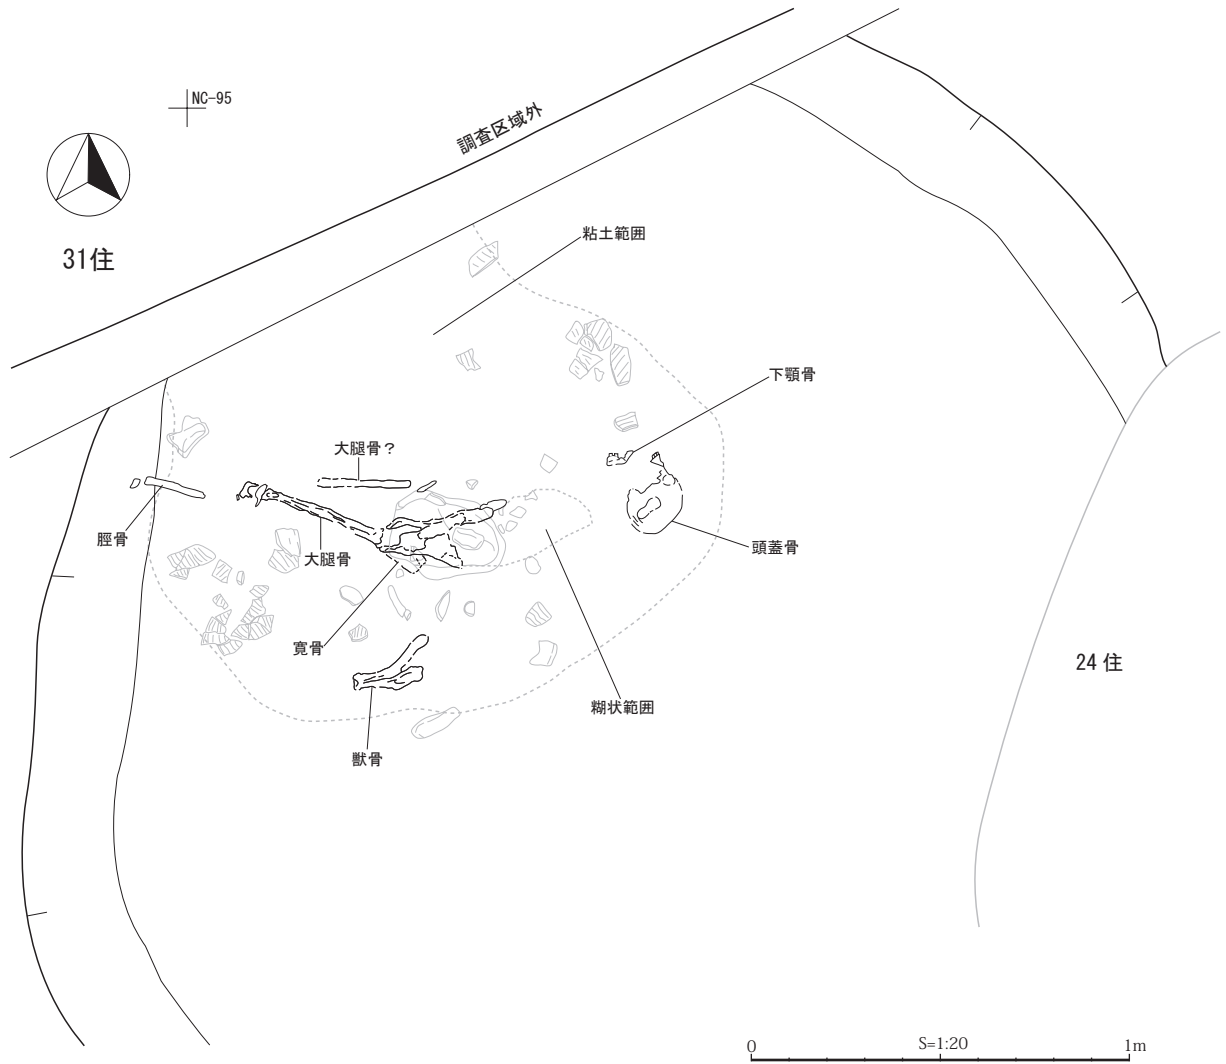 NC-95
調査区域外
31住
粘土範囲
下顎骨
大腿骨？
脛骨
大腿骨
頭蓋骨
寛骨
24 住
糊状範囲
獣骨
0
S=1:20
1m